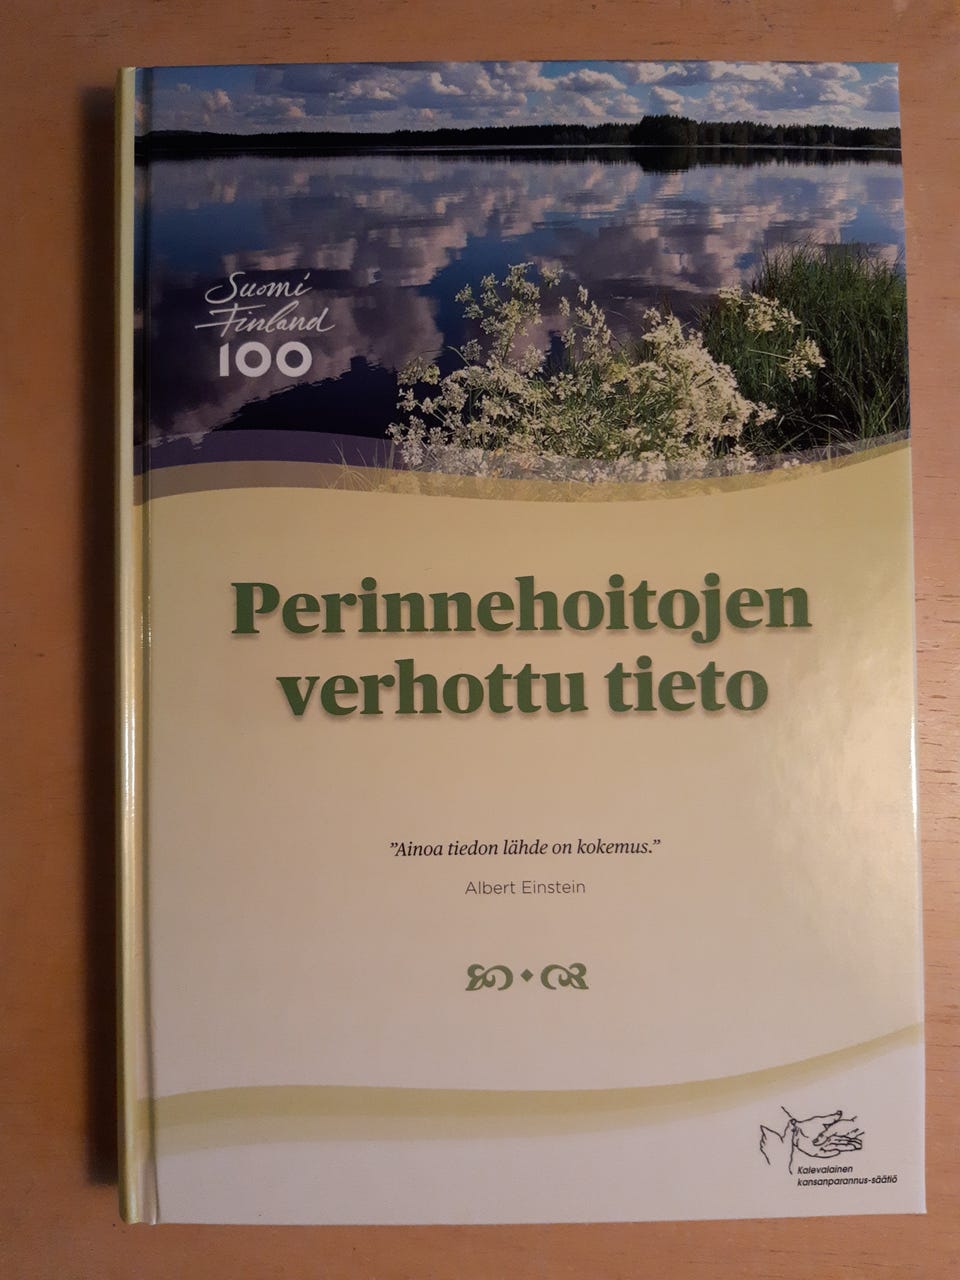 Suomi
Finland
100
Perinnehoitojen
verhottu tieto
”Ainoa tiedon lähde on kokemus.”
Albert Einstein
Kalevalainen
kansanparannus-säätiö